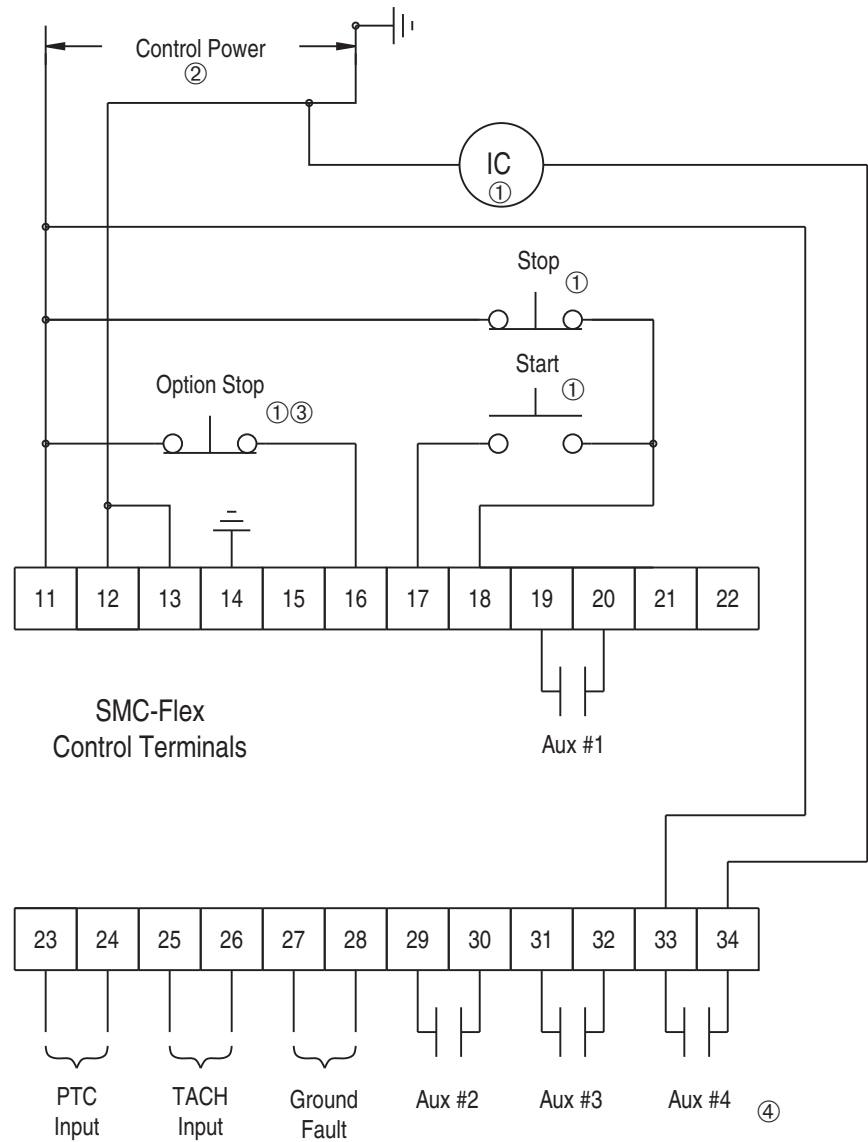 Control Power
②
IC
①
Stop
①
Start
①
Option Stop
①③
11 12 13 14 15 16 17 18 19 20 21 22
SMC-Flex
Control Terminals
Aux #1
23 24 25 26 27 28 29 30 31 32 33 34
PTC
Input
TACH
Input
Ground
Fault
Aux #2
Aux #3
Aux #4
④